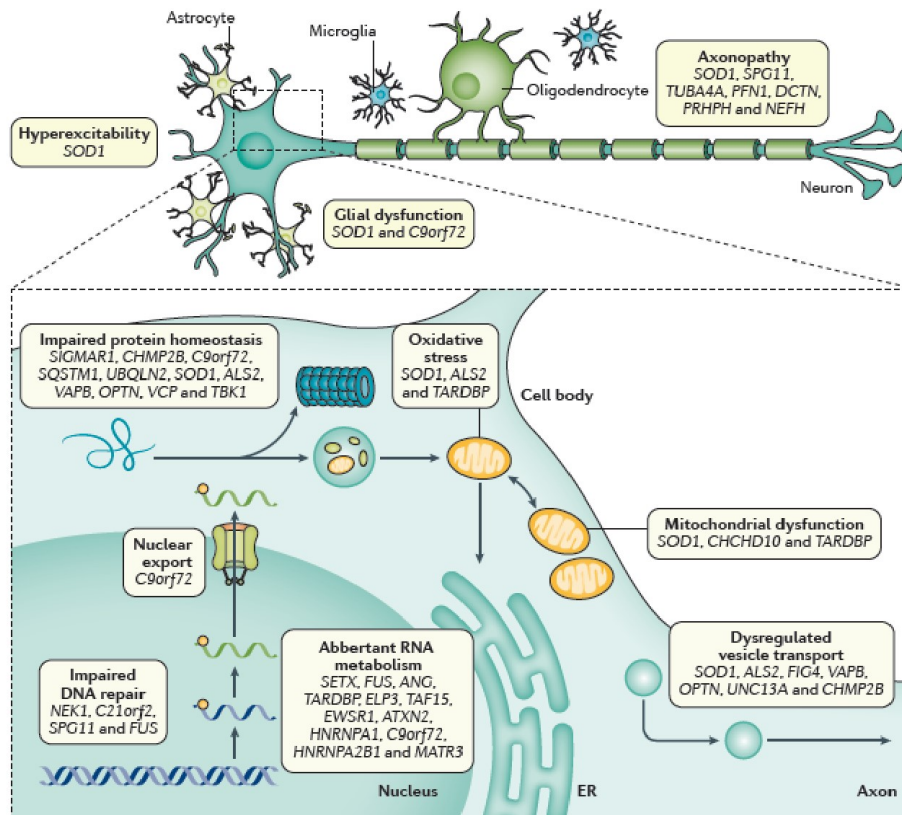 Astrocyte
Microglia
Oligodendrocyte
Axonopathy
SOD1, SPG11,
TUBA4A, PFN1, DCTN,
PRHPH and NEFH
Hyperexcitability
SOD1
Neuron
Glial dysfunction
SOD1 and C9orf72
Impaired protein homeostasis
SIGMAR1, CHMP2B, C9orf72,
SQSTM1, UBQLN2, SOD1, ALS2,
VAPB, OPTN, VCP and TBK1
Oxidative
stress
SOD1, ALS2
and TARDBP
Cell body
Mitochondrial dysfunction
SOD1, CHCHD10 and TARDBP
Nuclear
export
C9orf72
Dysregulated
vesicle transport
SOD1, ALS2, FIG4, VAPB,
OPTN, UNC13A and CHMP2B
Impaired
DNA repair
NEK1, C21orf2,
SPG11 and FUS
Abbertant RNA
metabolism
SETX, FUS, ANG,
TARDBP, ELP3, TAF15,
EWSR1, ATXN2,
HNRNPA1, C9orf72,
HNRNPA2B1 and MATR3
Nucleus
ER
Axon